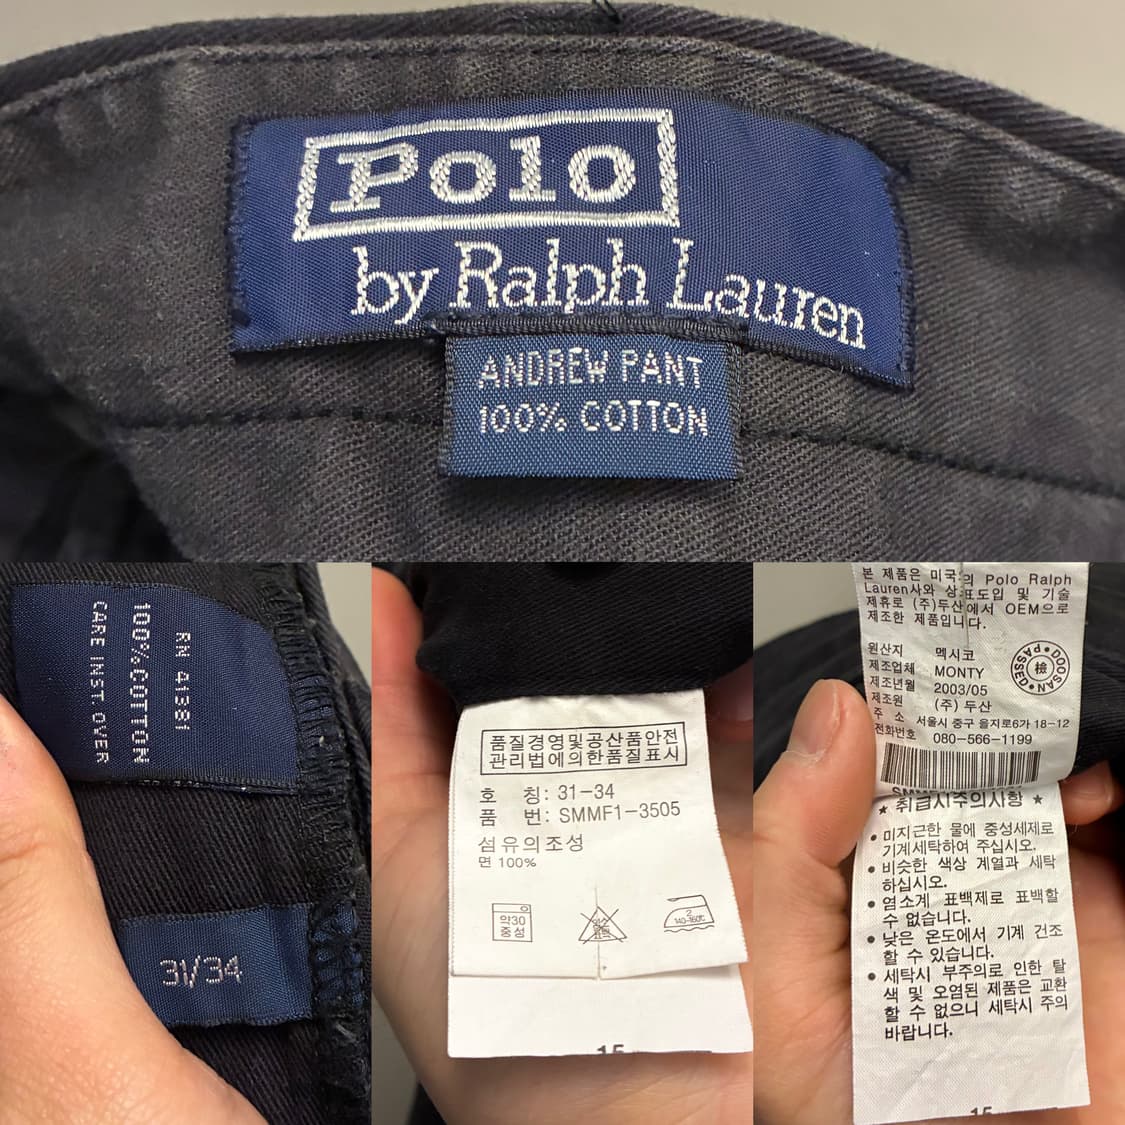 Polo
by Ralph Lauren
ANDREW PANT
100% COTTON
RN 41381
100% COTTON
CARE INST. OVER
31/34
품질경영및공산품안전
관리법에의한품질표시
호 칭: 31-34
품 번: SMMF1-3505
섬유의조성
면 100%
약30
중성
2
140-160℃
15
본 제품은 미국의 Polo Ralph
Lauren사와 상표도입 및 기술
제휴로 (주)두산에서 OEM으로
제조한 제품입니다.
원산지 멕시코
제조업체 MONTY
제조년월 2003/05
제조원 (주) 두산
주 소 서울시 중구 을지로6가 18-12
전화번호 080-566-1199
DOOSAN • PASSED •
檢
★ 취급시주의사항 ★
• 미지근한 물에 중성세제로
기계세탁하여 주십시오.
• 비슷한 색상 계열과 세탁
하십시오.
• 염소계 표백제로 표백할
수 없습니다.
• 낮은 온도에서 기계 건조
할 수 있습니다.
• 세탁시 부주의로 인한 탈
색 및 오염된 제품은 교환
할 수 없으니 세탁시 주의
바랍니다.
15